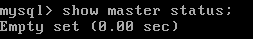 mysql> show master status;
Empty set (0.00 sec)